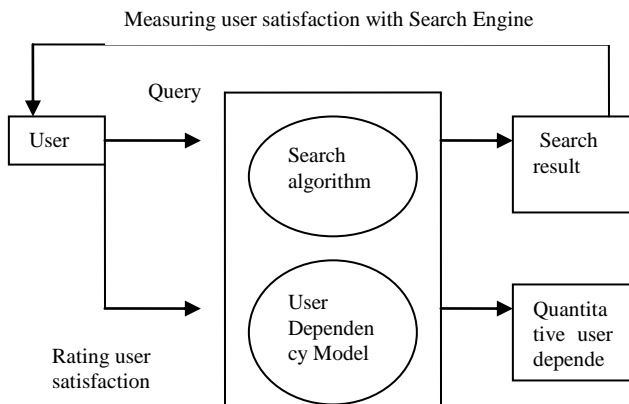 Measuring user satisfaction with Search Engine
Query
User
Search
algorithm
Search
result
User
Dependen
cy Model
Quantita
tive user
depende
Rating user
satisfaction